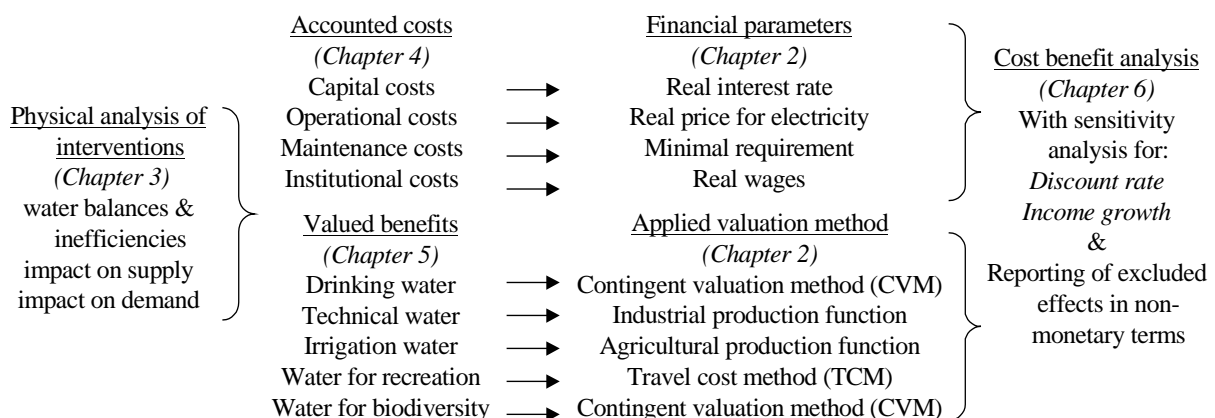 Physical analysis of
interventions
(Chapter 3)
water balances &
inefficiencies
impact on supply
impact on demand
Accounted costs
(Chapter 4)
Capital costs
Operational costs
Maintenance costs
Institutional costs
Financial parameters
(Chapter 2)
Real interest rate
Real price for electricity
Minimal requirement
Real wages
Valued benefits
(Chapter 5)
Drinking water
Technical water
Irrigation water
Water for recreation
Water for biodiversity
Applied valuation method
(Chapter 2)
Contingent valuation method (CVM)
Industrial production function
Agricultural production function
Travel cost method (TCM)
Contingent valuation method (CVM)
Cost benefit analysis
(Chapter 6)
With sensitivity
analysis for:
Discount rate
Income growth
&
Reporting of excluded
effects in non-
monetary terms